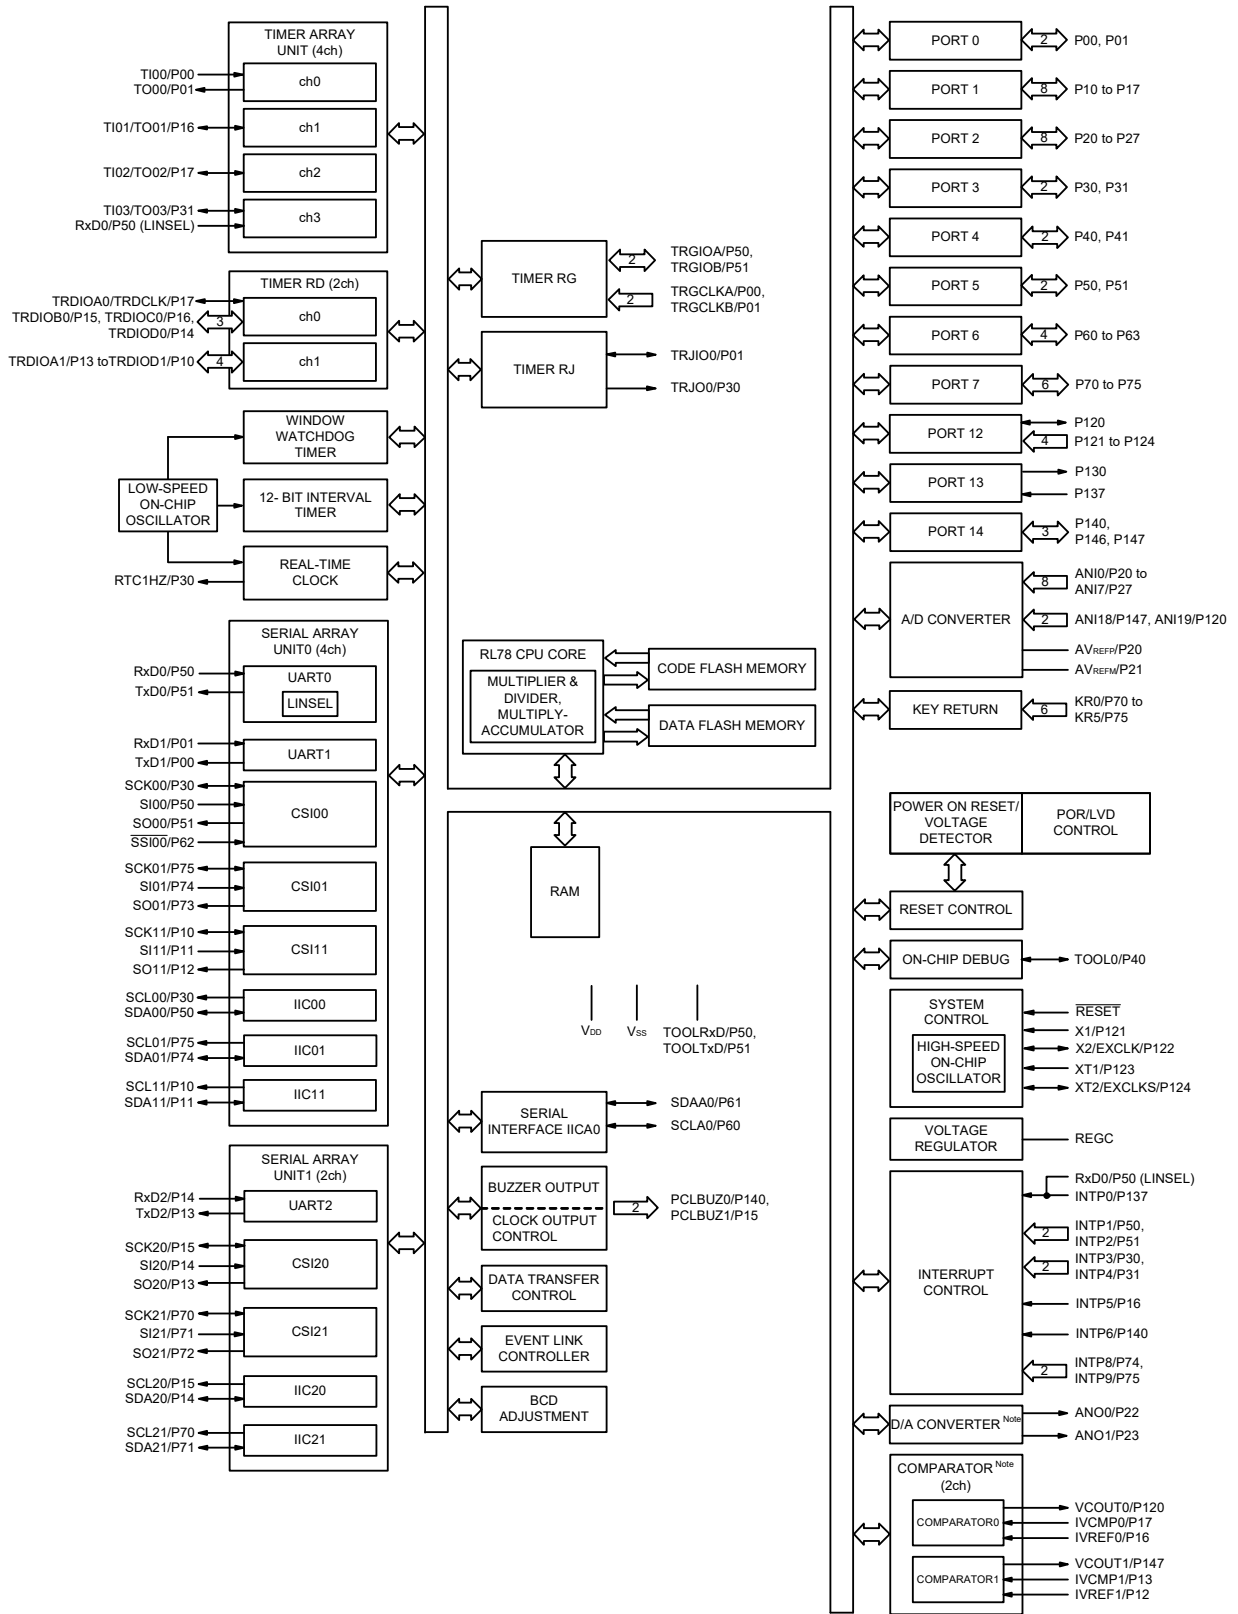 TIMER ARRAY
UNIT (4ch)
TI00/P00
TO00/P01
ch0
TI01/TO01/P16
ch1
TI02/TO02/P17
ch2
TI03/TO03/P31
RxD0/P50 (LINSEL)
ch3
TIMER RD (2ch)
TRDIOA0/TRDCLK/P17
TRDIOB0/P15, TRDIOC0/P16,
TRDIOD0/P14
3
ch0
TRDIOA1/P13 toTRDIOD1/P10
4
ch1
WINDOW
WATCHDOG
TIMER
LOW-SPEED
ON-CHIP
OSCILLATOR
12- BIT INTERVAL
TIMER
REAL-TIME
CLOCK
RTC1HZ/P30
SERIAL ARRAY
UNIT0 (4ch)
RxD0/P50
TxD0/P51
UART0
LINSEL
RxD1/P01
TxD1/P00
UART1
SCK00/P30
SI00/P50
SO00/P51
SSI00/P62
CSI00
SCK01/P75
SI01/P74
SO01/P73
CSI01
SCK11/P10
SI11/P11
SO11/P12
CSI11
SCL00/P30
SDA00/P50
IIC00
SCL01/P75
SDA01/P74
IIC01
SCL11/P10
SDA11/P11
IIC11
SERIAL ARRAY
UNIT1 (2ch)
RxD2/P14
TxD2/P13
UART2
SCK20/P15
SI20/P14
SO20/P13
CSI20
SCK21/P70
SI21/P71
SO21/P72
CSI21
SCL20/P15
SDA20/P14
IIC20
SCL21/P70
SDA21/P71
IIC21
TIMER RG
2
TRGIOA/P50,
TRGIOB/P51
2
TRGCLKA/P00,
TRGCLKB/P01
TIMER RJ
TRJIO0/P01
TRJO0/P30
RL78 CPU CORE
MULTIPLIER &
DIVIDER,
MULTIPLY-
ACCUMULATOR
CODE FLASH MEMORY
DATA FLASH MEMORY
RAM
VDD
VSS
TOOLRxD/P50,
TOOLTxD/P51
SERIAL
INTERFACE IICA0
SDAA0/P61
SCLA0/P60
BUZZER OUTPUT
CLOCK OUTPUT
CONTROL
2
PCLBUZ0/P140,
PCLBUZ1/P15
DATA TRANSFER
CONTROL
EVENT LINK
CONTROLLER
BCD
ADJUSTMENT
PORT 0
2
P00, P01
PORT 1
8
P10 to P17
PORT 2
8
P20 to P27
PORT 3
2
P30, P31
PORT 4
2
P40, P41
PORT 5
2
P50, P51
PORT 6
4
P60 to P63
PORT 7
6
P70 to P75
PORT 12
P120
4
P121 to P124
PORT 13
P130
P137
PORT 14
3
P140,
P146, P147
A/D CONVERTER
8
ANI0/P20 to
ANI7/P27
2
ANI18/P147, ANI19/P120
AVREFP/P20
AVREFM/P21
KEY RETURN
6
KR0/P70 to
KR5/P75
POWER ON RESET/
VOLTAGE
DETECTOR
POR/LVD
CONTROL
RESET CONTROL
ON-CHIP DEBUG
TOOL0/P40
SYSTEM
CONTROL
HIGH-SPEED
ON-CHIP
OSCILLATOR
RESET
X1/P121
X2/EXCLK/P122
XT1/P123
XT2/EXCLKS/P124
VOLTAGE
REGULATOR
REGC
INTERRUPT
CONTROL
RxD0/P50 (LINSEL)
INTP0/P137
2
INTP1/P50,
INTP2/P51
2
INTP3/P30,
INTP4/P31
INTP5/P16
INTP6/P140
2
INTP8/P74,
INTP9/P75
D/A CONVERTER Note
ANO0/P22
ANO1/P23
COMPARATOR Note
(2ch)
COMPARATOR0
VCOUT0/P120
IVCMP0/P17
IVREF0/P16
COMPARATOR1
VCOUT1/P147
IVCMP1/P13
IVREF1/P12